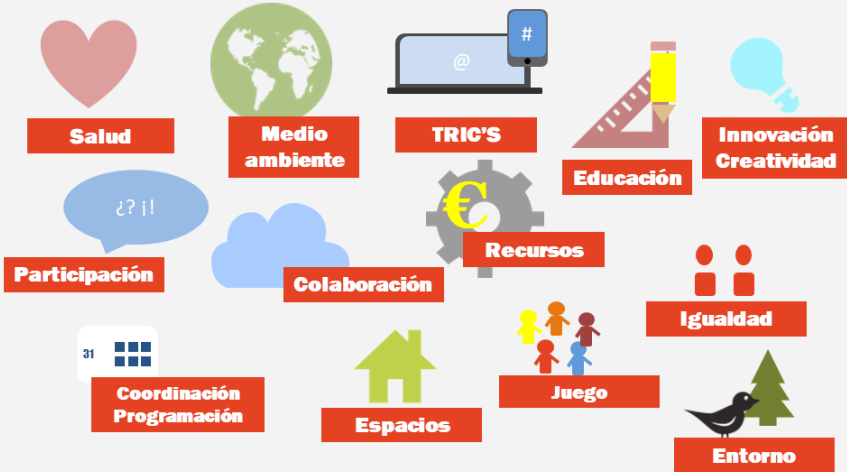 @
#
Salud
Medio
ambiente
TRIC'S
Educación
Innovación
Creatividad
¿? ¡!
Participación
Colaboración
€
Recursos
Igualdad
31
Coordinación
Programación
Espacios
Juego
Entorno